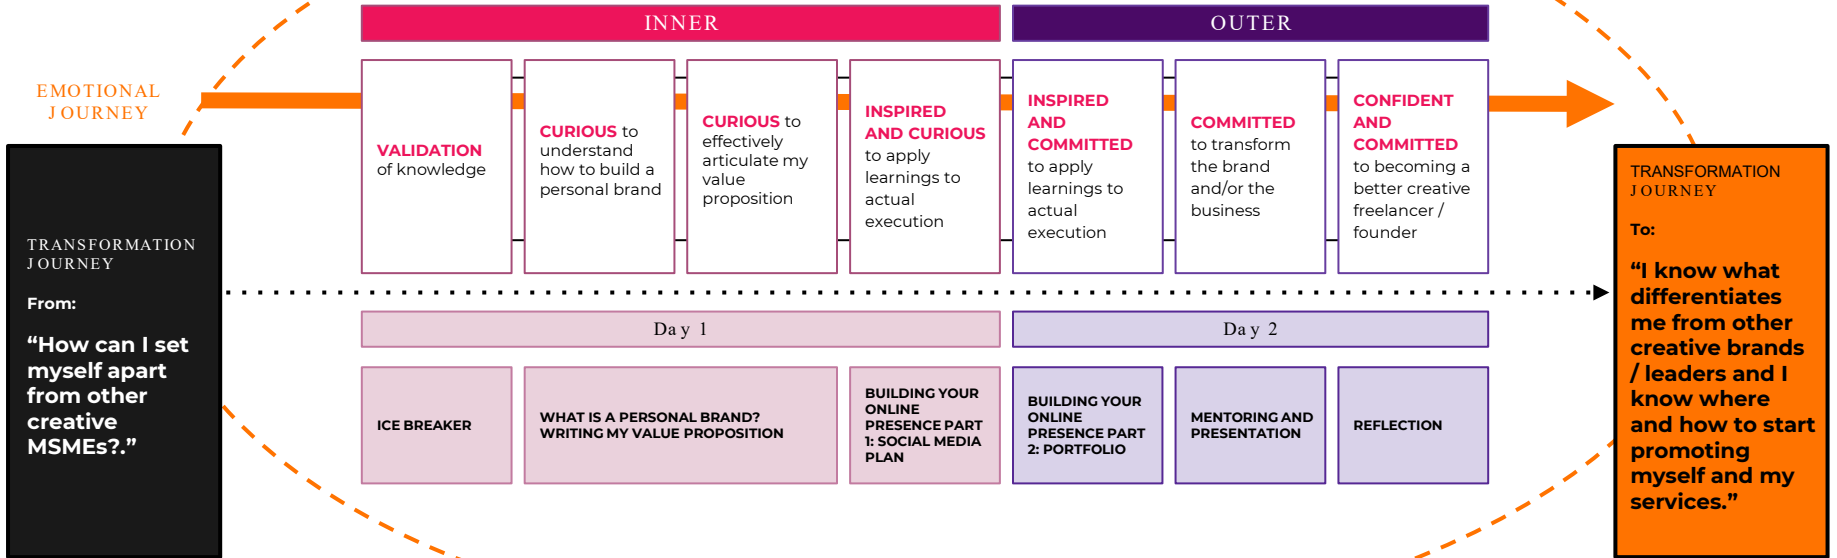 INNER
OUTER
EMOTIONAL
JOURNEY
VALIDATION
of knowledge
CURIOUS to
understand
how to build a
personal brand
CURIOUS to
effectively
articulate my
value
proposition
INSPIRED
AND CURIOUS
to apply
learnings to
actual
execution
INSPIRED
AND
COMMITTED
to apply
learnings to
actual
execution
COMMITTED
to transform
the brand
and/or the
business
CONFIDENT
AND
COMMITTED
to becoming a
better creative
freelancer /
founder
TRANSFORMATION
JOURNEY
From:
“How can I set
myself apart
from other
creative
MSMEs?.”
TRANSFORMATION
JOURNEY
To:
“I know what
differentiates
me from other
creative brands
/ leaders and I
know where
and how to start
promoting
myself and my
services.”
Day 1
Day 2
ICE BREAKER
WHAT IS A PERSONAL BRAND?
WRITING MY VALUE PROPOSITION
BUILDING YOUR
ONLINE
PRESENCE PART
1: SOCIAL MEDIA
PLAN
BUILDING YOUR
ONLINE
PRESENCE PART
2: PORTFOLIO
MENTORING AND
PRESENTATION
REFLECTION